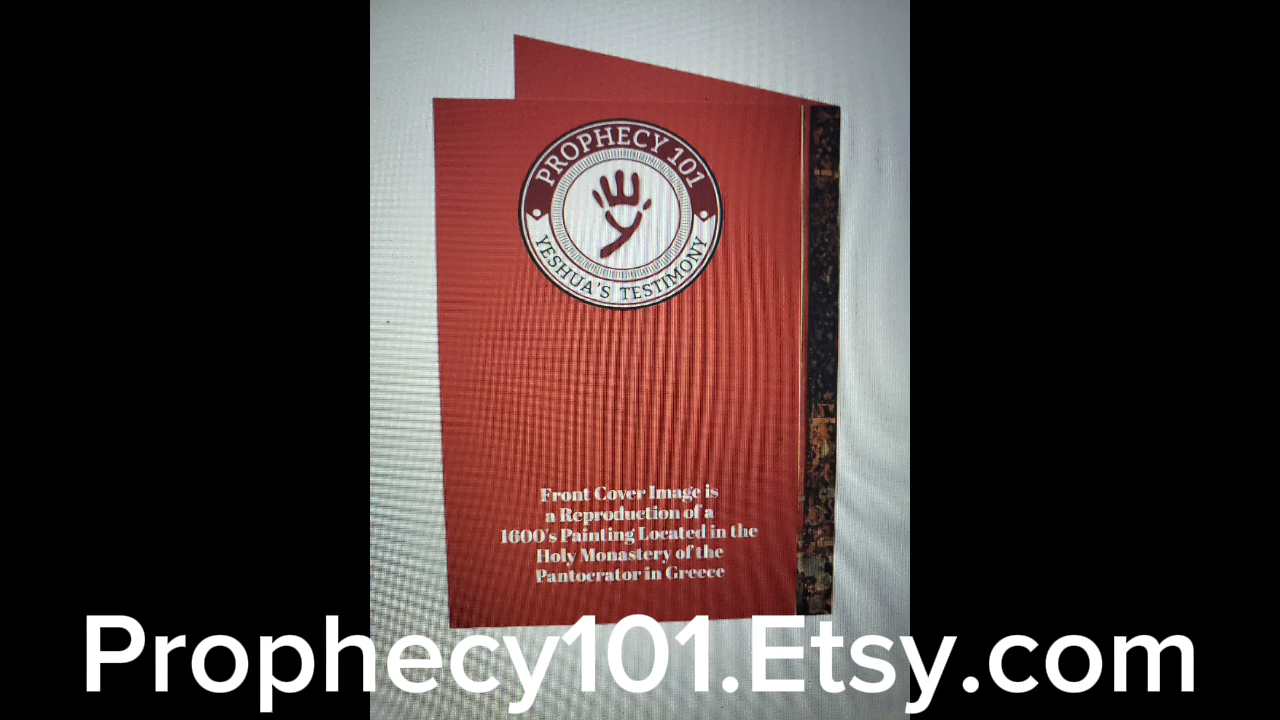 PROPHECY 101
YESHUA'S TESTIMONY
Front Cover Image is
a Reproduction of a
1600's Painting Located in the
Holy Monastery of the
Pantocrator in Greece
Prophecy101.Etsy.com